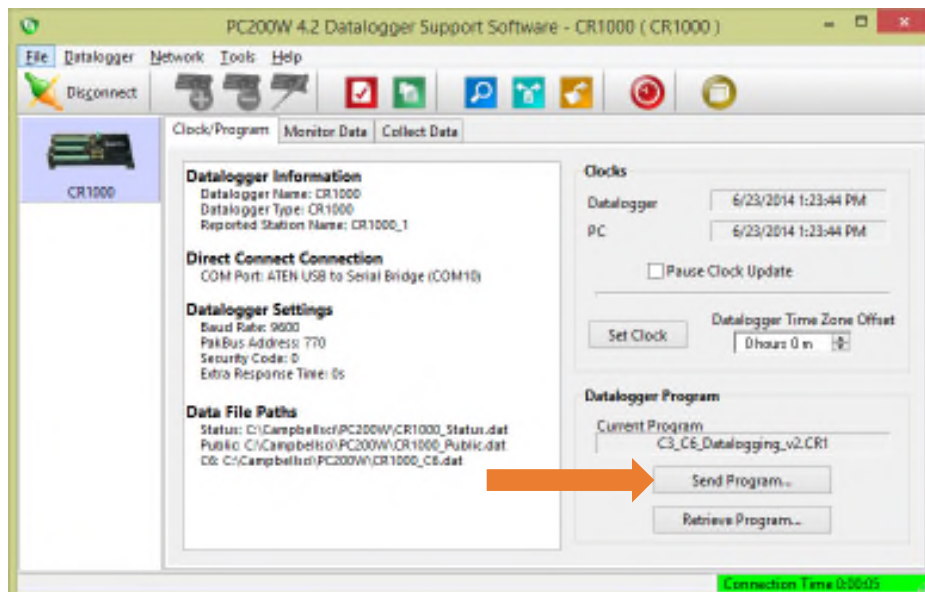 PC200W 4.2 Datalogger Support Software - CR1000 ( CR1000 )
File Datalogger Network Tools Help
Disconnect
CR1000
Clock/Program Monitor Data Collect Data
Datalogger Information
Datalogger Name: CR1000
Datalogger Type: CR1000
Reported Station Name: CR1000_1
Direct Connect Connection
COM Port: ATEN USB to Serial Bridge (COM10)
Datalogger Settings
Baud Rate: 9600
PakBus Address: 770
Security Code: 0
Extra Response Time: 0s
Data File Paths
Status: C:\Campbellsci\PC200W\CR1000_Status.dat
Public: C:\Campbellsci\PC200W\CR1000_Public.dat
C6: C:\Campbellsci\PC200W\CR1000_C6.dat
Clocks
Datalogger 6/23/2014 1:23:44 PM
PC 6/23/2014 1:23:44 PM
Pause Clock Update
Set Clock
Datalogger Time Zone Offset
0 hours 0 m
Datalogger Program
Current Program
C3_C6_Datalogging_v2.CR1
Send Program...
Retrieve Program...
Connection Time 0:00:05